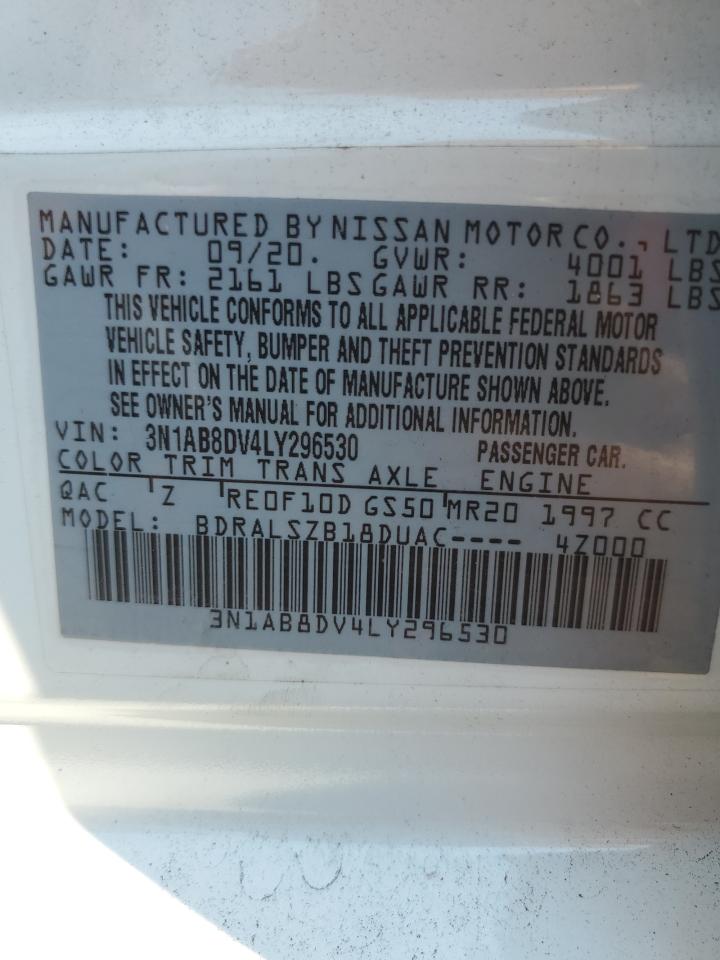 MANUFACTURED BY NISSAN MOTOR CO., LTD
DATE: 09/20. GVWR: 4001 LBS
GAWR FR: 2161 LBS GAWR RR: 1863 LBS
THIS VEHICLE CONFORMS TO ALL APPLICABLE FEDERAL MOTOR
VEHICLE SAFETY, BUMPER AND THEFT PREVENTION STANDARDS
IN EFFECT ON THE DATE OF MANUFACTURE SHOWN ABOVE.
SEE OWNER'S MANUAL FOR ADDITIONAL INFORMATION.
VIN: 3N1AB8DV4LY296530 PASSENGER CAR.
COLOR TRIM TRANS AXLE ENGINE
QAC Z RE0F10D GS50 MR20 1997 CC
MODEL: BDRALSZB18DUAC---- 4Z000
3N1AB8DV4LY296530